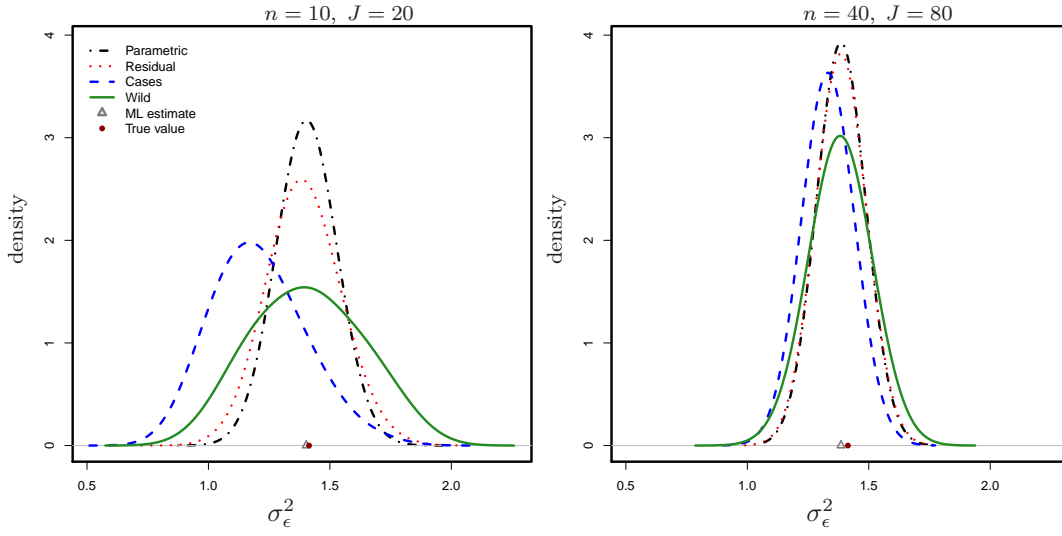 n = 10, J = 20
4
3
2
1
0
density
Parametric
Residual
Cases
Wild
ML estimate
True value
0.5 1.0 1.5 2.0
σ²_ϵ
n = 40, J = 80
4
3
2
1
0
density
0.5 1.0 1.5 2.0
σ²_ϵ